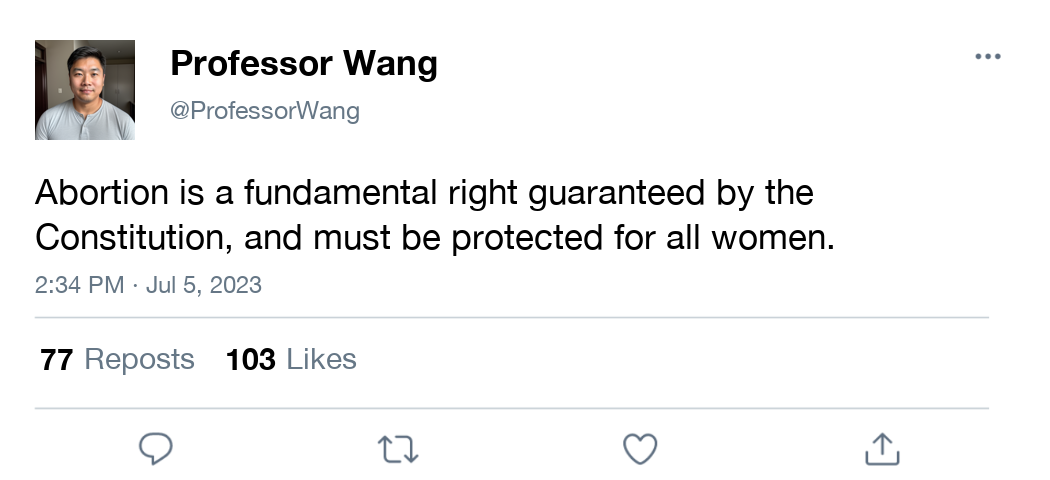 Professor Wang
@ProfessorWang
Abortion is a fundamental right guaranteed by the
Constitution, and must be protected for all women.
2:34 PM · Jul 5, 2023
77 Reposts 103 Likes